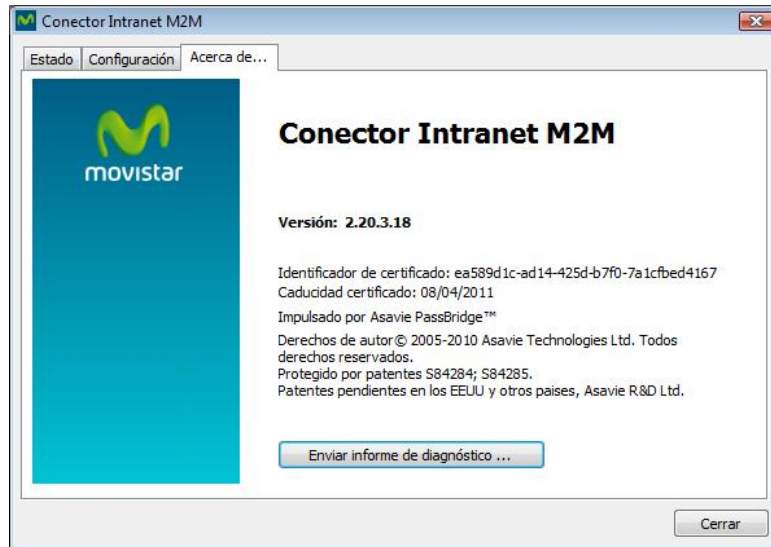 Conector Intranet M2M
Estado Configuración Acerca de...
movistar
Conector Intranet M2M
Versión: 2.20.3.18
Identificador de certificado: ea589d1c-ad14-425d-b7f0-7a1cfbed4167
Caducidad certificado: 08/04/2011
Impulsado por Asavie PassBridge™
Derechos de autor© 2005-2010 Asavie Technologies Ltd. Todos
derechos reservados.
Protegido por patentes S84284; S84285.
Patentes pendientes en los EEUU y otros paises, Asavie R&D Ltd.
Enviar informe de diagnóstico ...
Cerrar